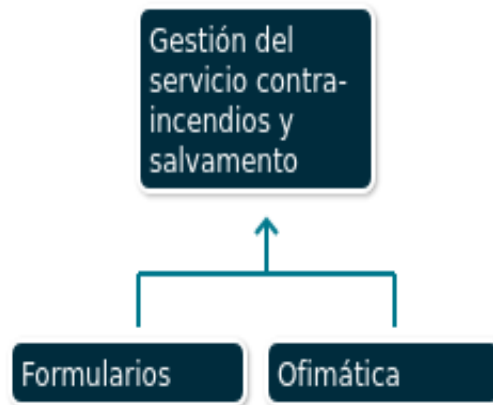 Gestión del
servicio contra-
incendios y
salvamento
Formularios
Ofimática